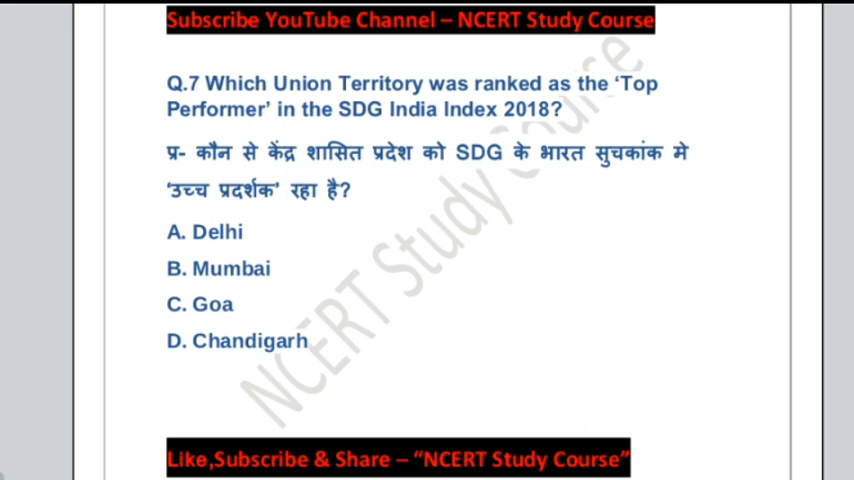 Subscribe YouTube Channel – NCERT Study Course
Q.7 Which Union Territory was ranked as the ‘Top
Performer’ in the SDG India Index 2018?
प्र- कौन से केंद्र शासित प्रदेश को SDG के भारत सुचकांक मे
‘उच्च प्रदर्शक’ रहा है?
A. Delhi
B. Mumbai
C. Goa
D. Chandigarh
NCERT Study Course
Like,Subscribe & Share – “NCERT Study Course”